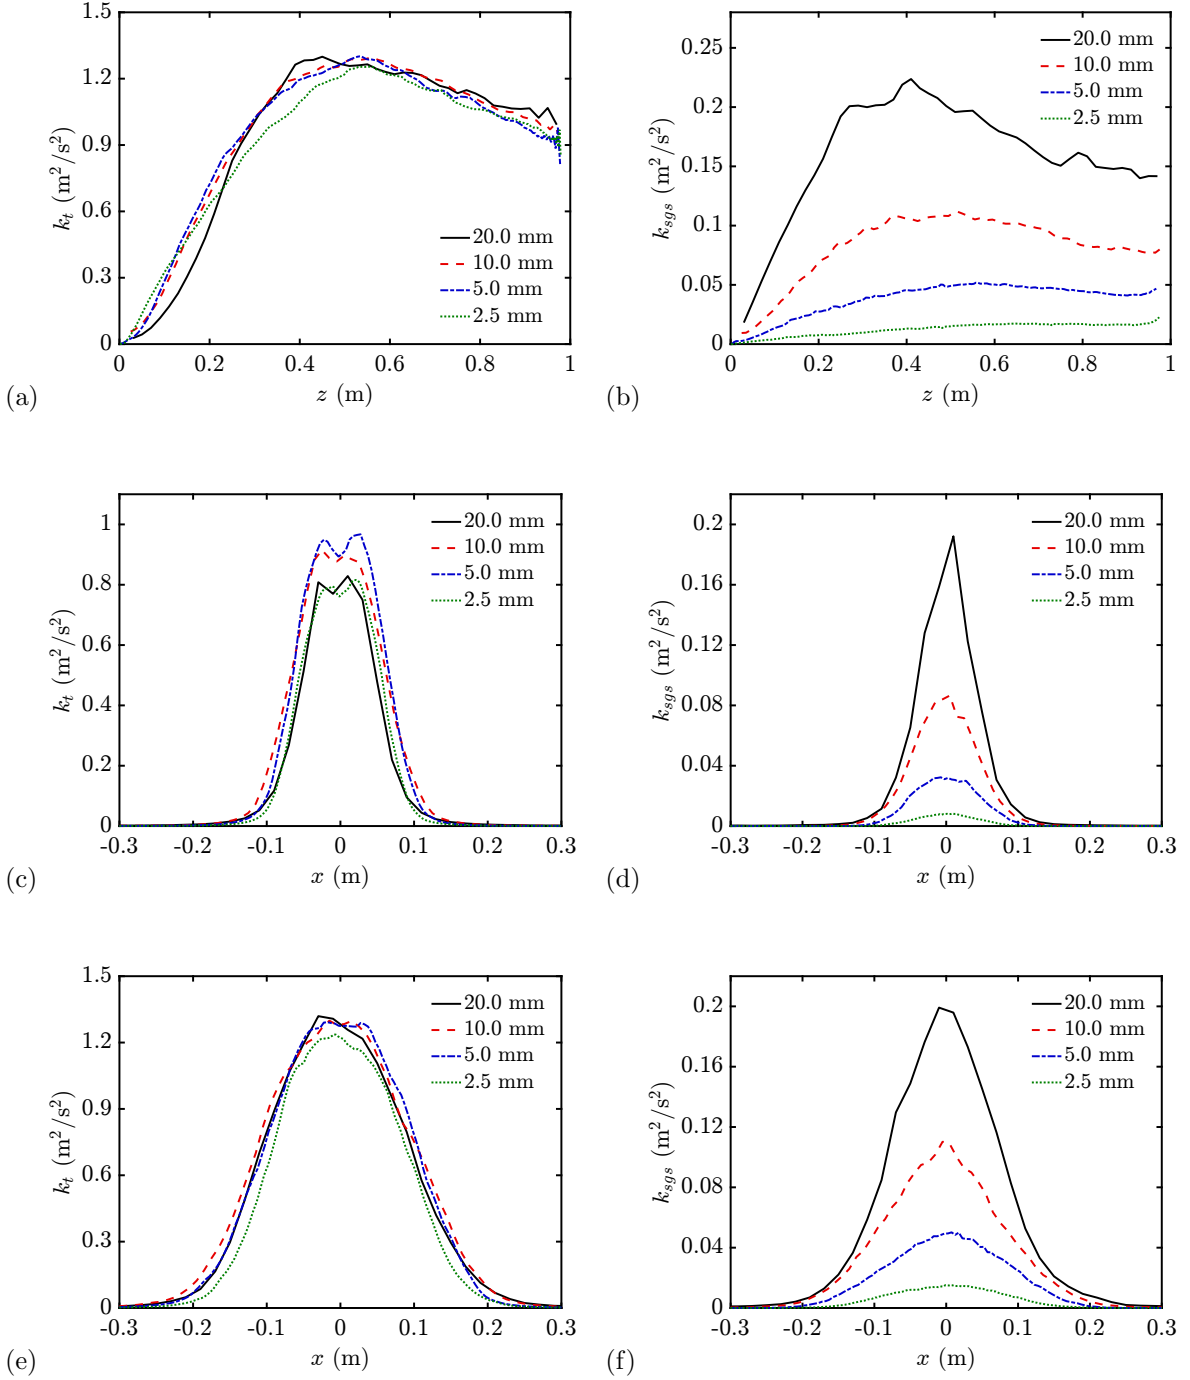 1.5
1.2
0.9
0.6
0.3
0
k_t (m²/s²)
20.0 mm
10.0 mm
5.0 mm
2.5 mm
0 0.2 0.4 0.6 0.8 1
z (m)
(a)
0.25
0.2
0.15
0.1
0.05
0
k_sgs (m²/s²)
20.0 mm
10.0 mm
5.0 mm
2.5 mm
0 0.2 0.4 0.6 0.8 1
z (m)
(b)
1
0.8
0.6
0.4
0.2
0
k_t (m²/s²)
20.0 mm
10.0 mm
5.0 mm
2.5 mm
-0.3 -0.2 -0.1 0 0.1 0.2 0.3
x (m)
(c)
0.2
0.16
0.12
0.08
0.04
0
k_sgs (m²/s²)
20.0 mm
10.0 mm
5.0 mm
2.5 mm
-0.3 -0.2 -0.1 0 0.1 0.2 0.3
x (m)
(d)
1.5
1.2
0.9
0.6
0.3
0
k_t (m²/s²)
20.0 mm
10.0 mm
5.0 mm
2.5 mm
-0.3 -0.2 -0.1 0 0.1 0.2 0.3
x (m)
(e)
0.2
0.16
0.12
0.08
0.04
0
k_sgs (m²/s²)
20.0 mm
10.0 mm
5.0 mm
2.5 mm
-0.3 -0.2 -0.1 0 0.1 0.2 0.3
x (m)
(f)